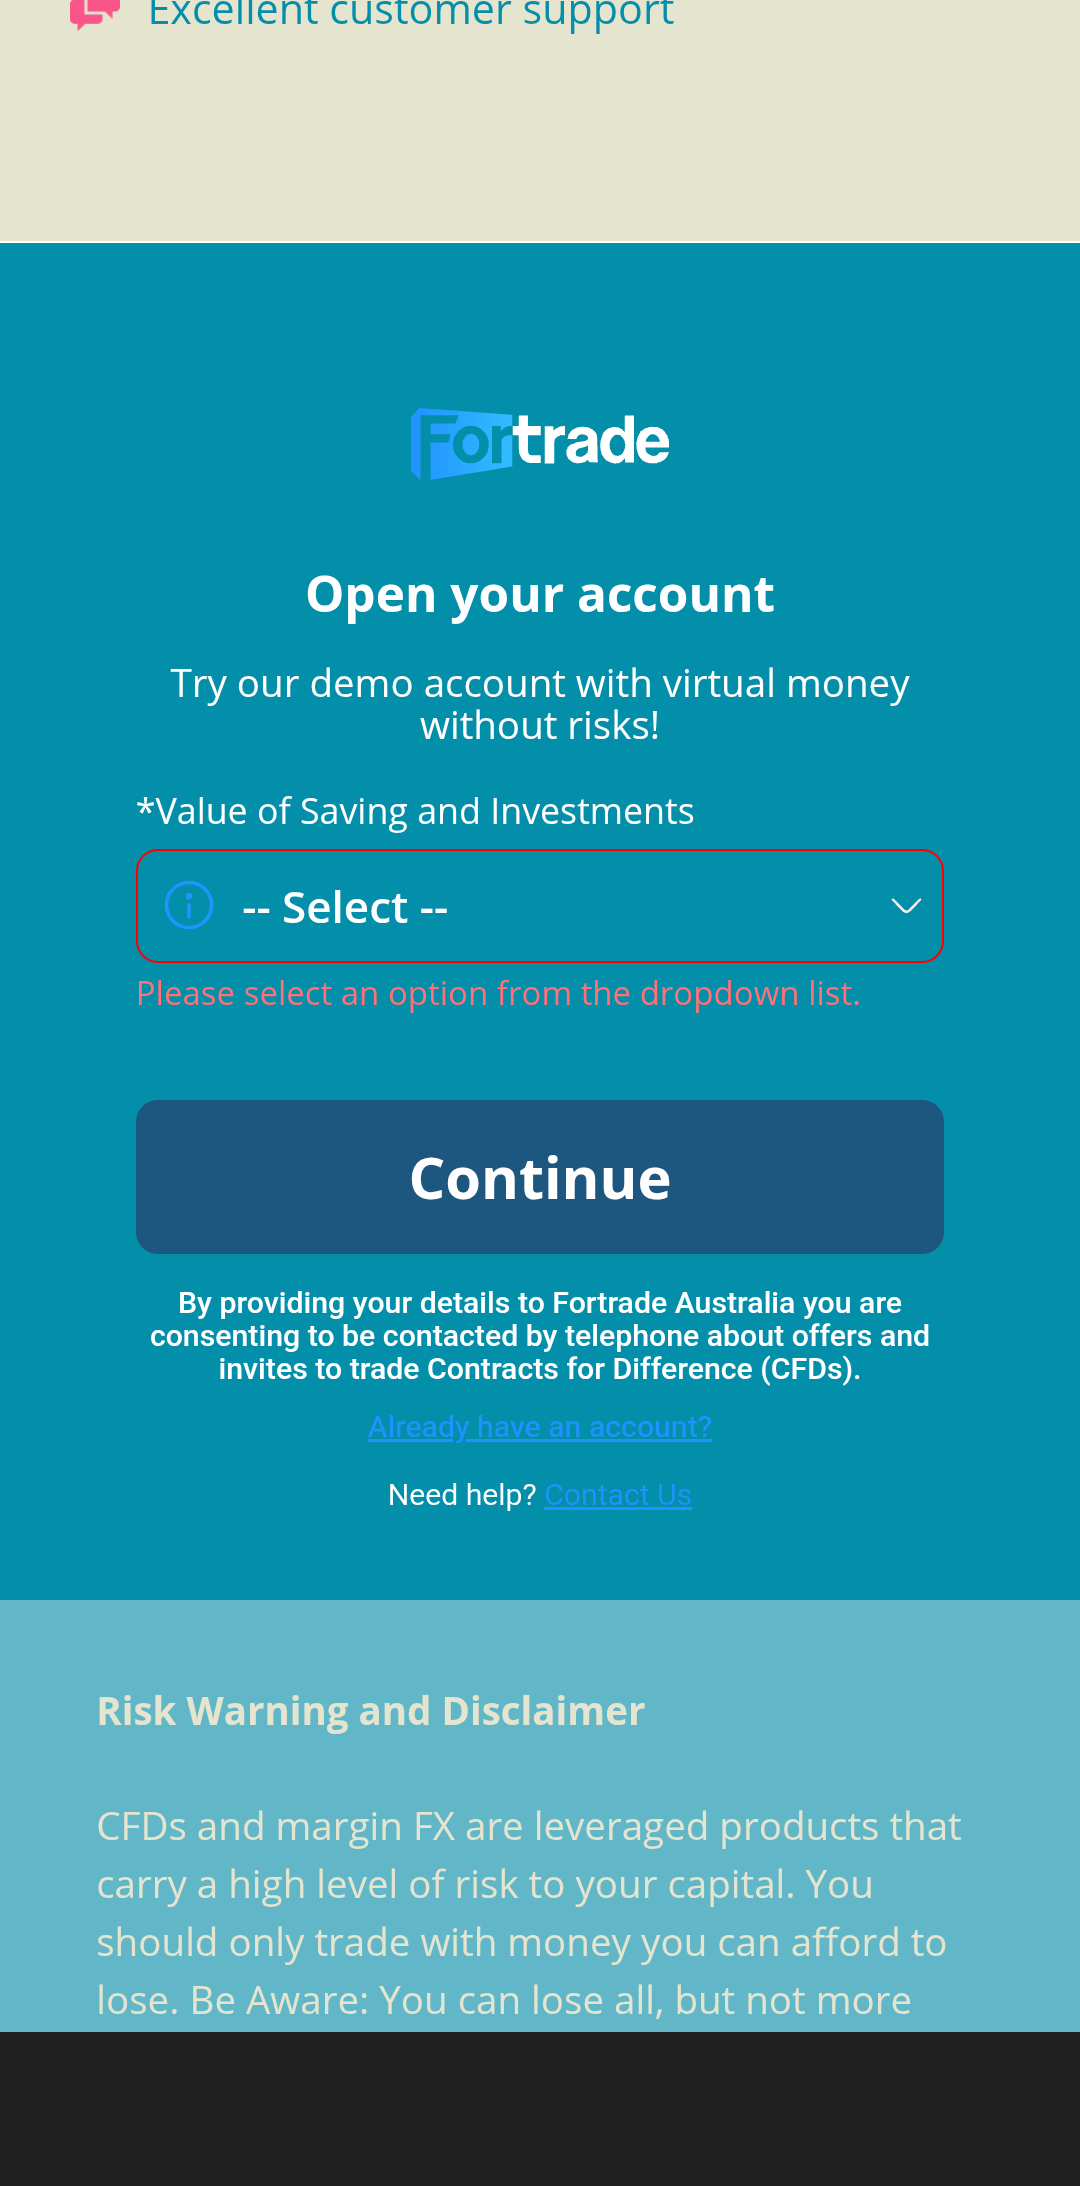 Excellent customer support
Fortrade
Open your account
Try our demo account with virtual money
without risks!
*Value of Saving and Investments
-- Select --
Please select an option from the dropdown list.
Continue
By providing your details to Fortrade Australia you are
consenting to be contacted by telephone about offers and
invites to trade Contracts for Difference (CFDs).
Already have an account?
Need help? Contact Us
Risk Warning and Disclaimer
CFDs and margin FX are leveraged products that
carry a high level of risk to your capital. You
should only trade with money you can afford to
lose. Be Aware: You can lose all, but not more